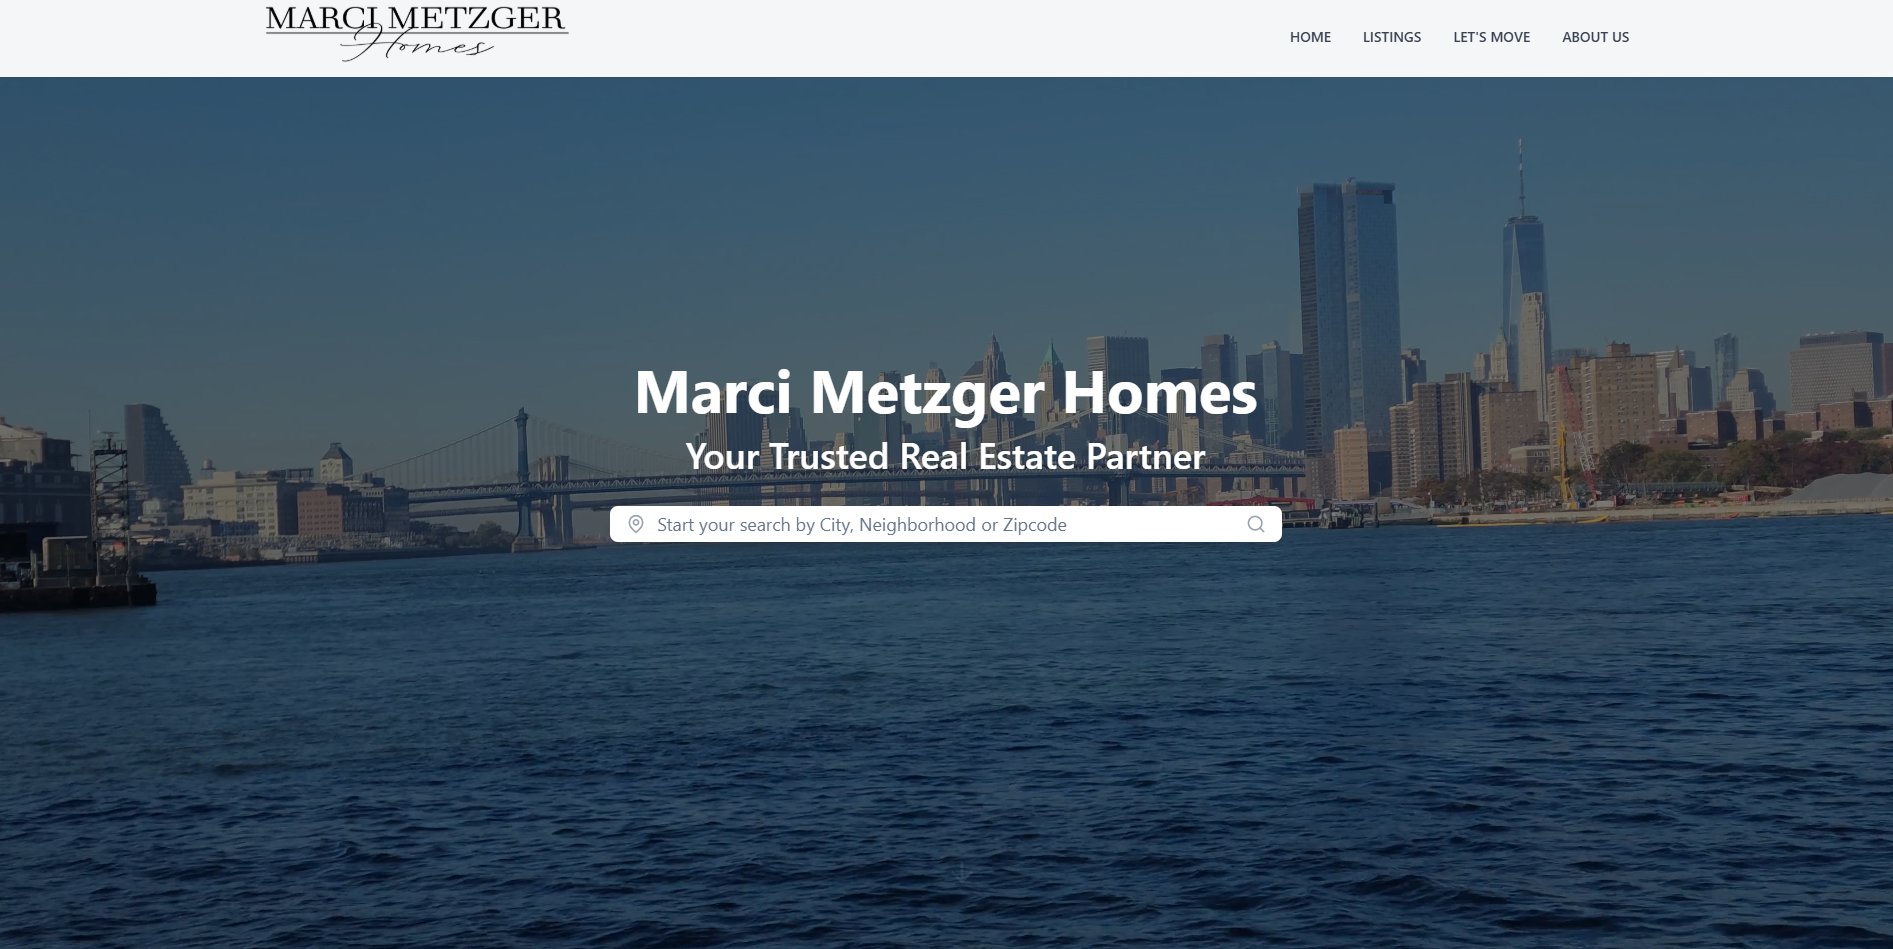 MARCI METZGER
Homes
HOME LISTINGS LET'S MOVE ABOUT US
Marci Metzger Homes
Your Trusted Real Estate Partner
Start your search by City, Neighborhood or Zipcode